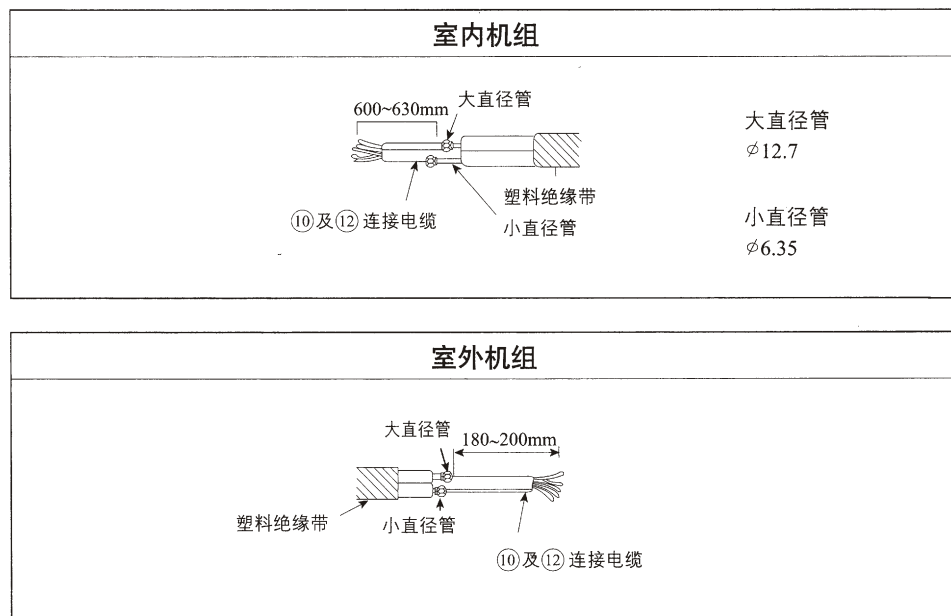 室内机组
600~630mm
大直径管
大直径管
∅12.7
塑料绝缘带
⑩及⑫连接电缆
小直径管
小直径管
∅6.35
室外机组
大直径管
180~200mm
塑料绝缘带
小直径管
⑩及⑫连接电缆